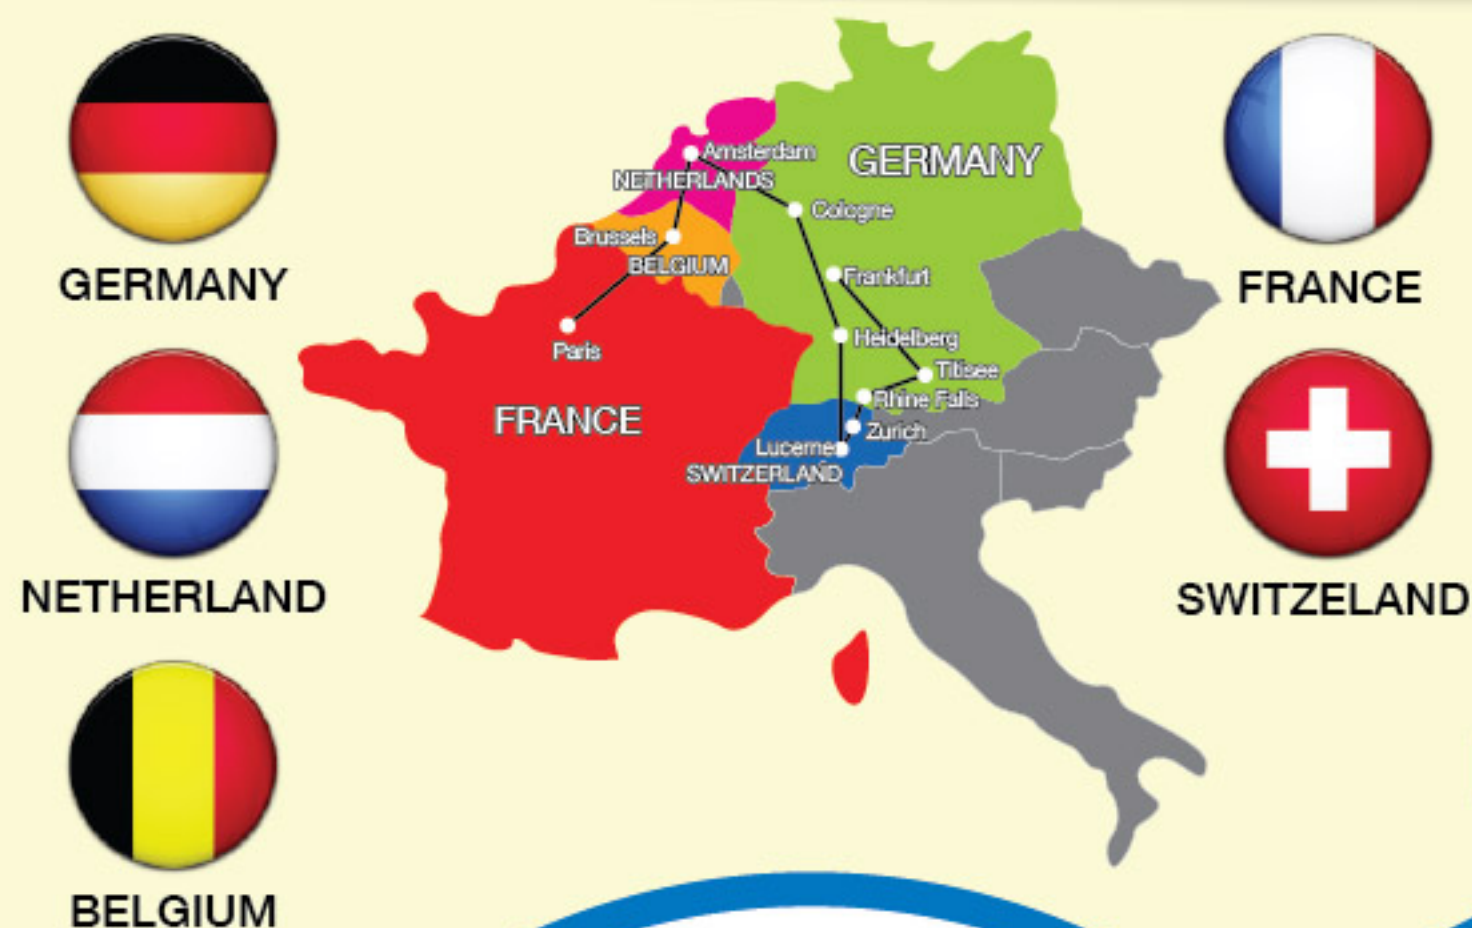 GERMANY
NETHERLAND
BELGIUM
Amsterdam
GERMANY
NETHERLANDS
Cologne
Brussels
BELGIUM
Frankfurt
Heidelberg
Paris
Titisee
Rhine Falls
FRANCE
Zurich
Lucerne
SWITZERLAND
FRANCE
SWITZELAND